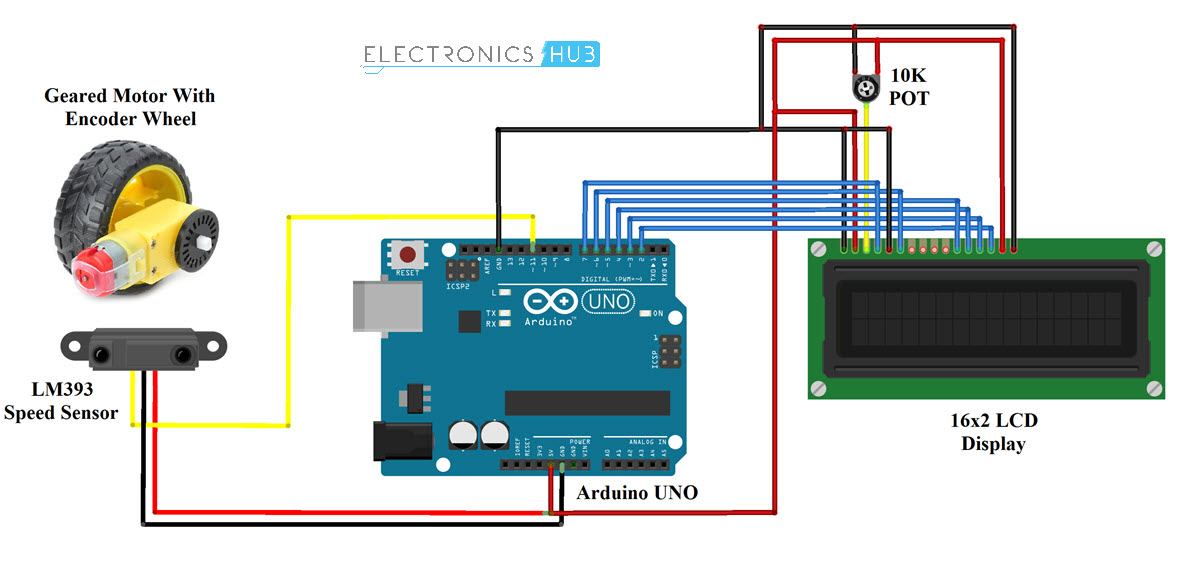 ELECTRONICS HUB
10K
POT
Geared Motor With
Encoder Wheel
RESET
ICSP2
AREF
GND
13
12
~11
~10
~9
8
7
~6
~5
4
~3
2
TXD▶1
RXD◀0
DIGITAL (PWM=~)
L
TX
RX
UNO
Arduino™
ON
1
ICSP
LM393
Speed Sensor
IOREF
RESET
3V3
5V
GND
GND
VIN
POWER
ANALOG IN
A0
A1
A2
A3
A4
A5
16x2 LCD
Display
Arduino UNO